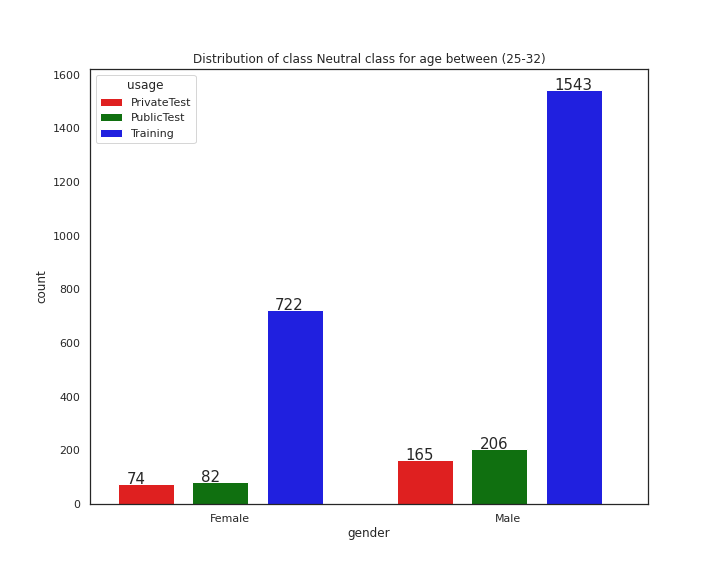 Distribution of class Neutral class for age between (25-32)
usage
PrivateTest
PublicTest
Training
count
1600
1400
1200
1000
800
600
400
200
0
74
82
722
165
206
1543
Female
Male
gender